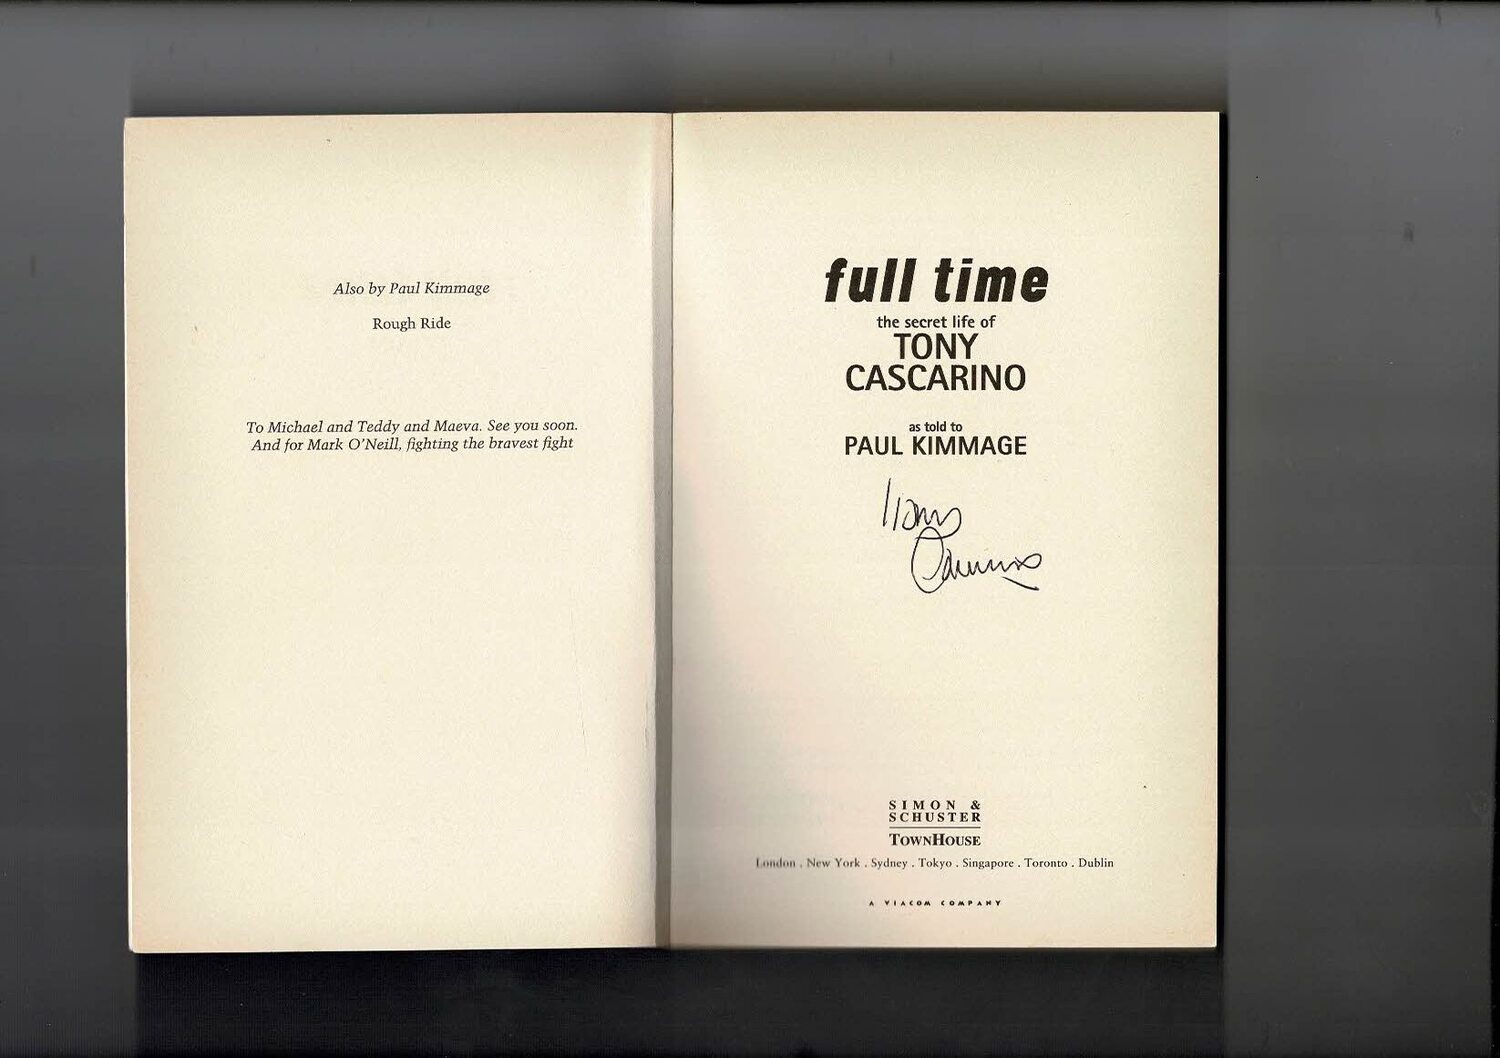 Also by Paul Kimmage
Rough Ride
To Michael and Teddy and Maeva. See you soon.
And for Mark O'Neill, fighting the bravest fight
full time
the secret life of
TONY
CASCARINO
as told to
PAUL KIMMAGE
SIMON &
SCHUSTER
TOWNHOUSE
London . New York . Sydney . Tokyo . Singapore . Toronto . Dublin
A VIACOM COMPANY